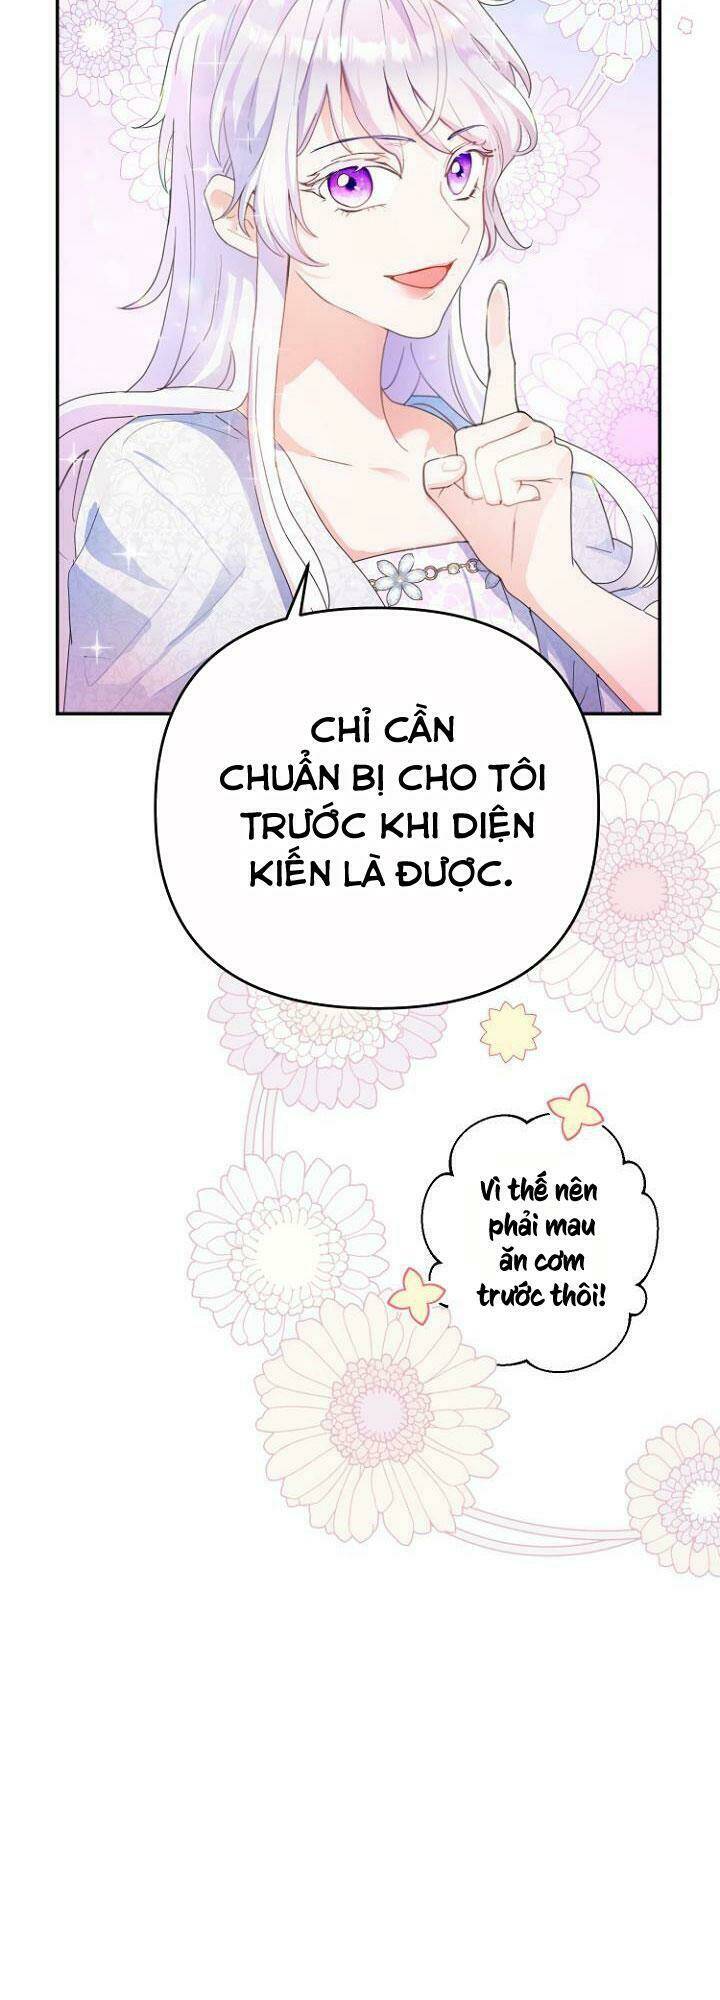 CHỈ CẦN
CHUẨN BỊ CHO TÔI
TRƯỚC KHI DIỆN
KIẾN LÀ ĐƯỢC.
Vì thế nên
phải mau
ăn cơm
trước thôi!